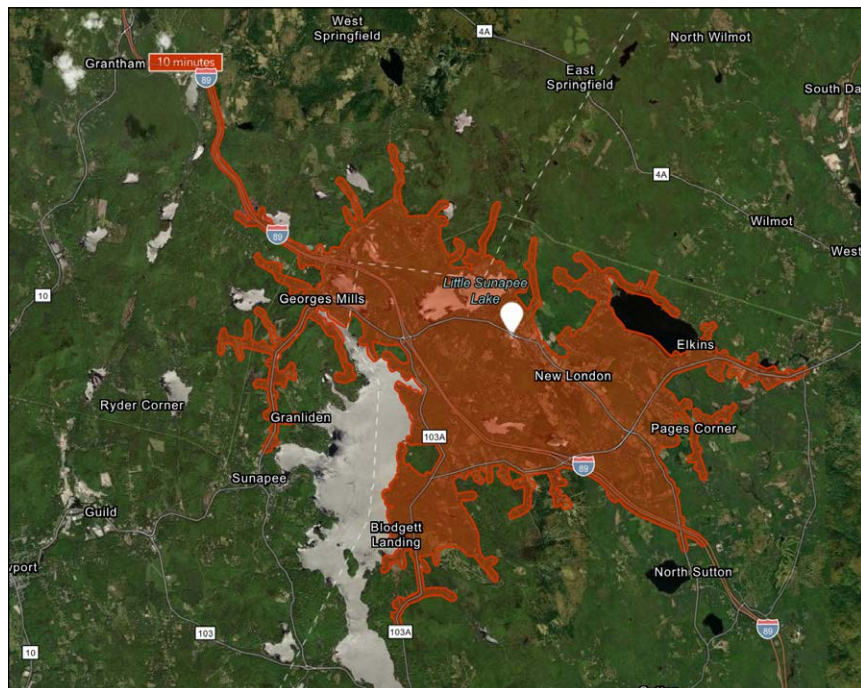 West
Springfield
4A
North Wilmot
Grantham
10 minutes
89
East
Springfield
South Da
4A
Wilmot
West
89
10
Little Sunapee
Lake
Georges Mills
Elkins
New London
Ryder Corner
Granliden
103A
Pages Corner
89
Sunapee
Guild
Blodgett
Landing
vport
North Sutton
103
103A
89
10